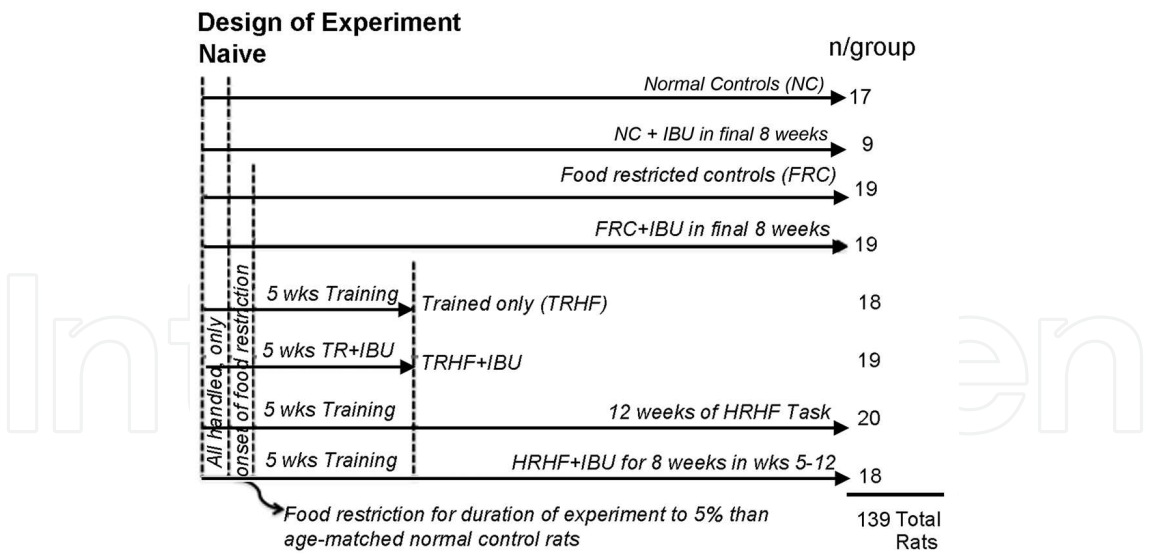 Design of Experiment
Naive
n/group
Normal Controls (NC) 17
NC + IBU in final 8 weeks 9
Food restricted controls (FRC) 19
FRC+IBU in final 8 weeks 19
5 wks Training Trained only (TRHF) 18
5 wks TR+IBU TRHF+IBU 19
5 wks Training 12 weeks of HRHF Task 20
5 wks Training HRHF+IBU for 8 weeks in wks 5-12 18
All handled, only
onset of food restriction
Food restriction for duration of experiment to 5% than
age-matched normal control rats
139 Total
Rats
Inte
en